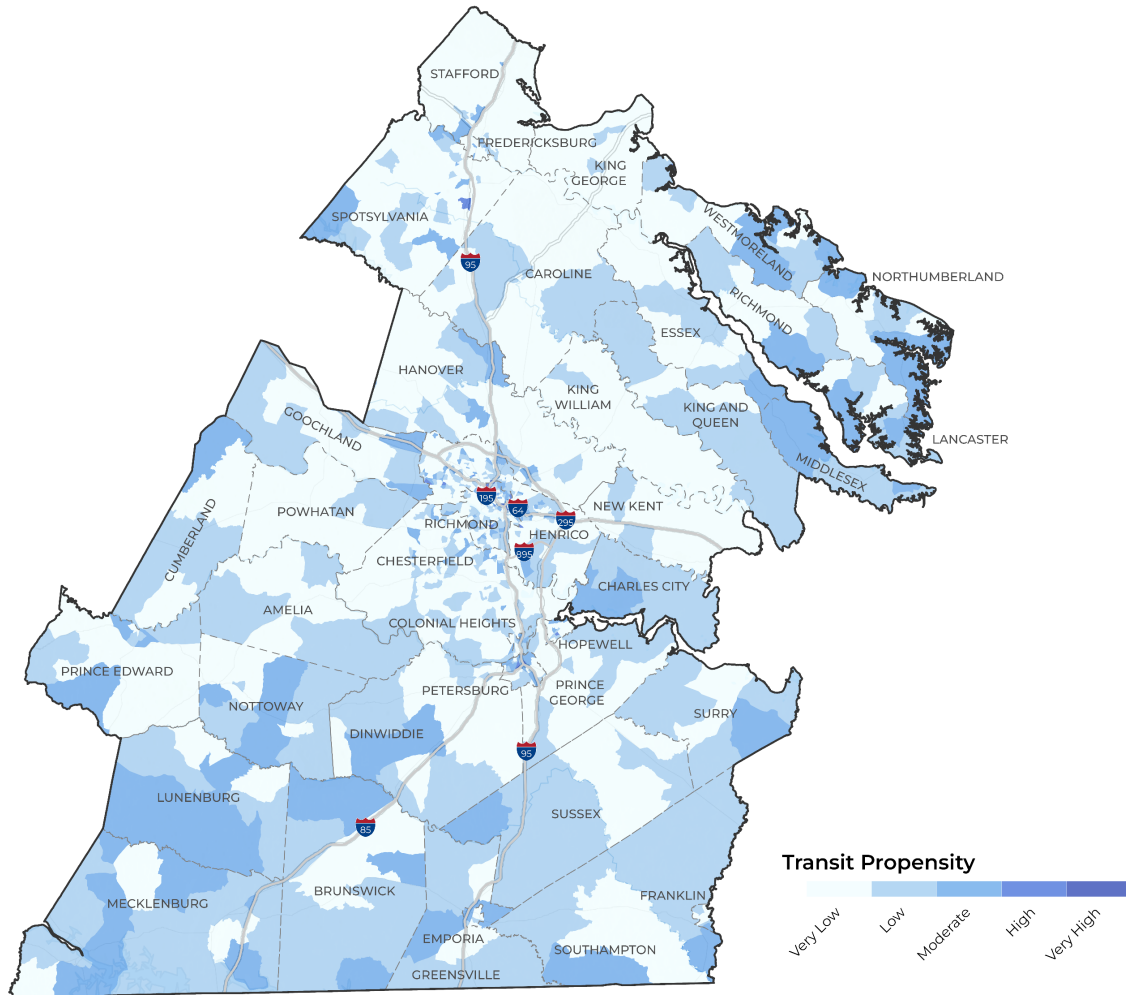 STAFFORD
FREDERICKSBURG
KING
GEORGE
SPOTSYLVANIA
WESTMORELAND
95
CAROLINE
NORTHUMBERLAND
RICHMOND
ESSEX
HANOVER
KING
WILLIAM
KING AND
QUEEN
GOOCHLAND
LANCASTER
MIDDLESEX
195
64
295
NEW KENT
POWHATAN
RICHMOND
HENRICO
CUMBERLAND
895
CHESTERFIELD
CHARLES CITY
AMELIA
COLONIAL HEIGHTS
HOPEWELL
PRINCE EDWARD
PETERSBURG
PRINCE
GEORGE
NOTTOWAY
SURRY
DINWIDDIE
95
LUNENBURG
SUSSEX
85
BRUNSWICK
FRANKLIN
MECKLENBURG
EMPORIA
SOUTHAMPTON
GREENSVILLE
Transit Propensity
Very Low
Low
Moderate
High
Very High